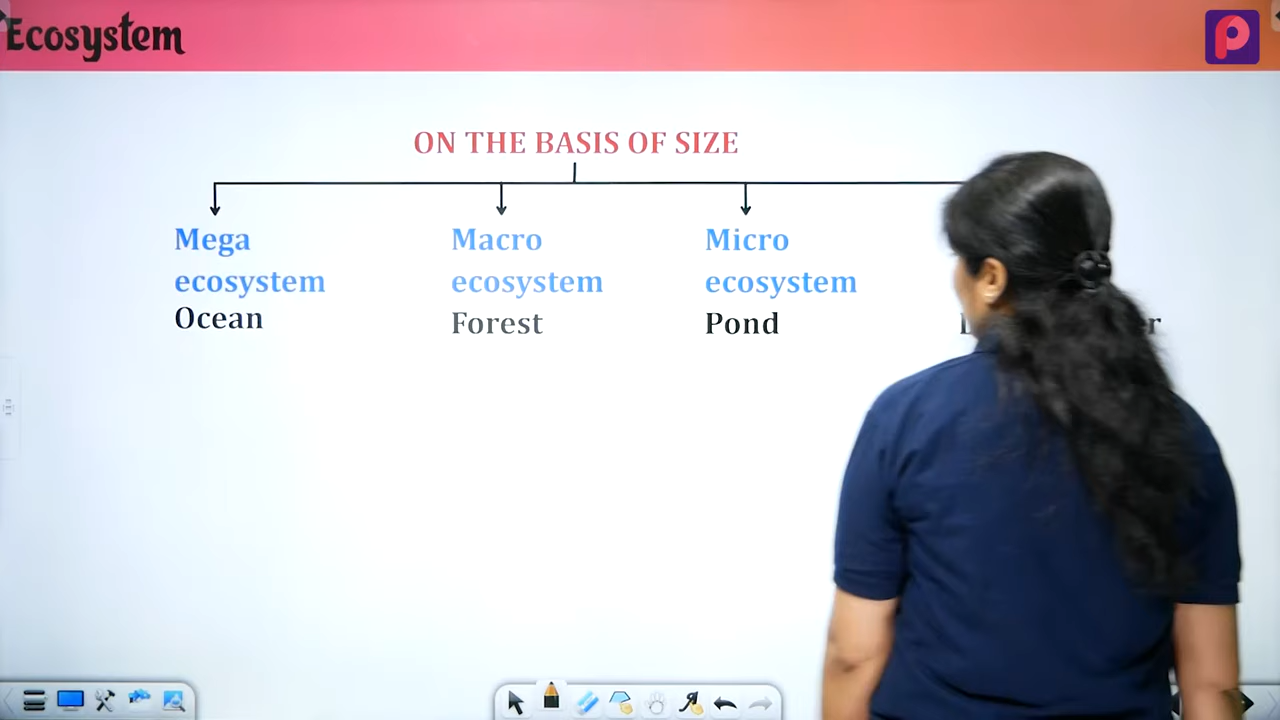 Ecosystem
ON THE BASIS OF SIZE
Mega
ecosystem
Ocean
Macro
ecosystem
Forest
Micro
ecosystem
Pond